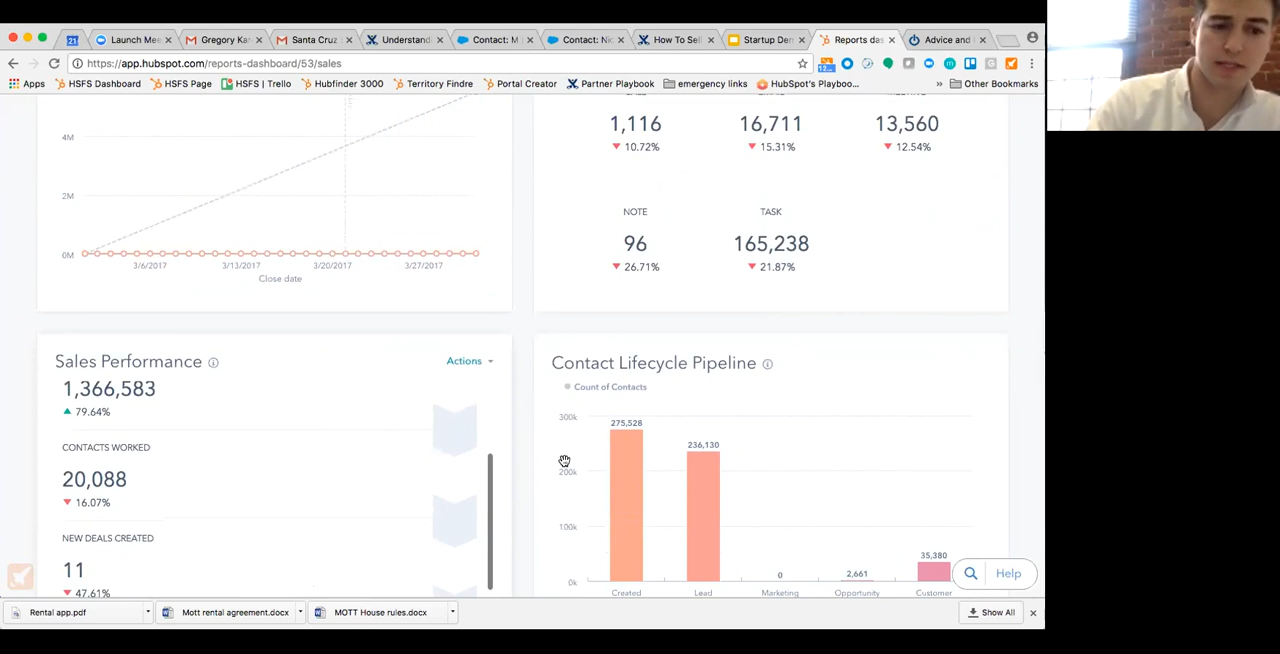 21
Launch Mee
Gregory Kar
Santa Cruz
Understand
Contact: M
Contact: Nic
How To Sell
Startup Den
Reports das
Advice and
https://app.hubspot.com/reports-dashboard/53/sales
Apps
HSFS Dashboard
HSFS Page
HSFS | Trello
Hubfinder 3000
Territory Findre
Portal Creator
Partner Playbook
emergency links
HubSpot's Playboo...
»
Other Bookmarks
4M
2M
0M
3/6/2017
3/13/2017
3/20/2017
3/27/2017
Close date
1,116
16,711
13,560
10.72%
15.31%
12.54%
NOTE
TASK
96
165,238
26.71%
21.87%
Sales Performance
Actions
1,366,583
79.64%
CONTACTS WORKED
20,088
16.07%
NEW DEALS CREATED
11
47.61%
Contact Lifecycle Pipeline
Count of Contacts
300k
200k
100k
0k
275,528
236,130
0
2,661
35,380
Created
Lead
Marketing
Opportunity
Customer
Help
Rental app.pdf
Mott rental agreement.docx
MOTT House rules.docx
Show All